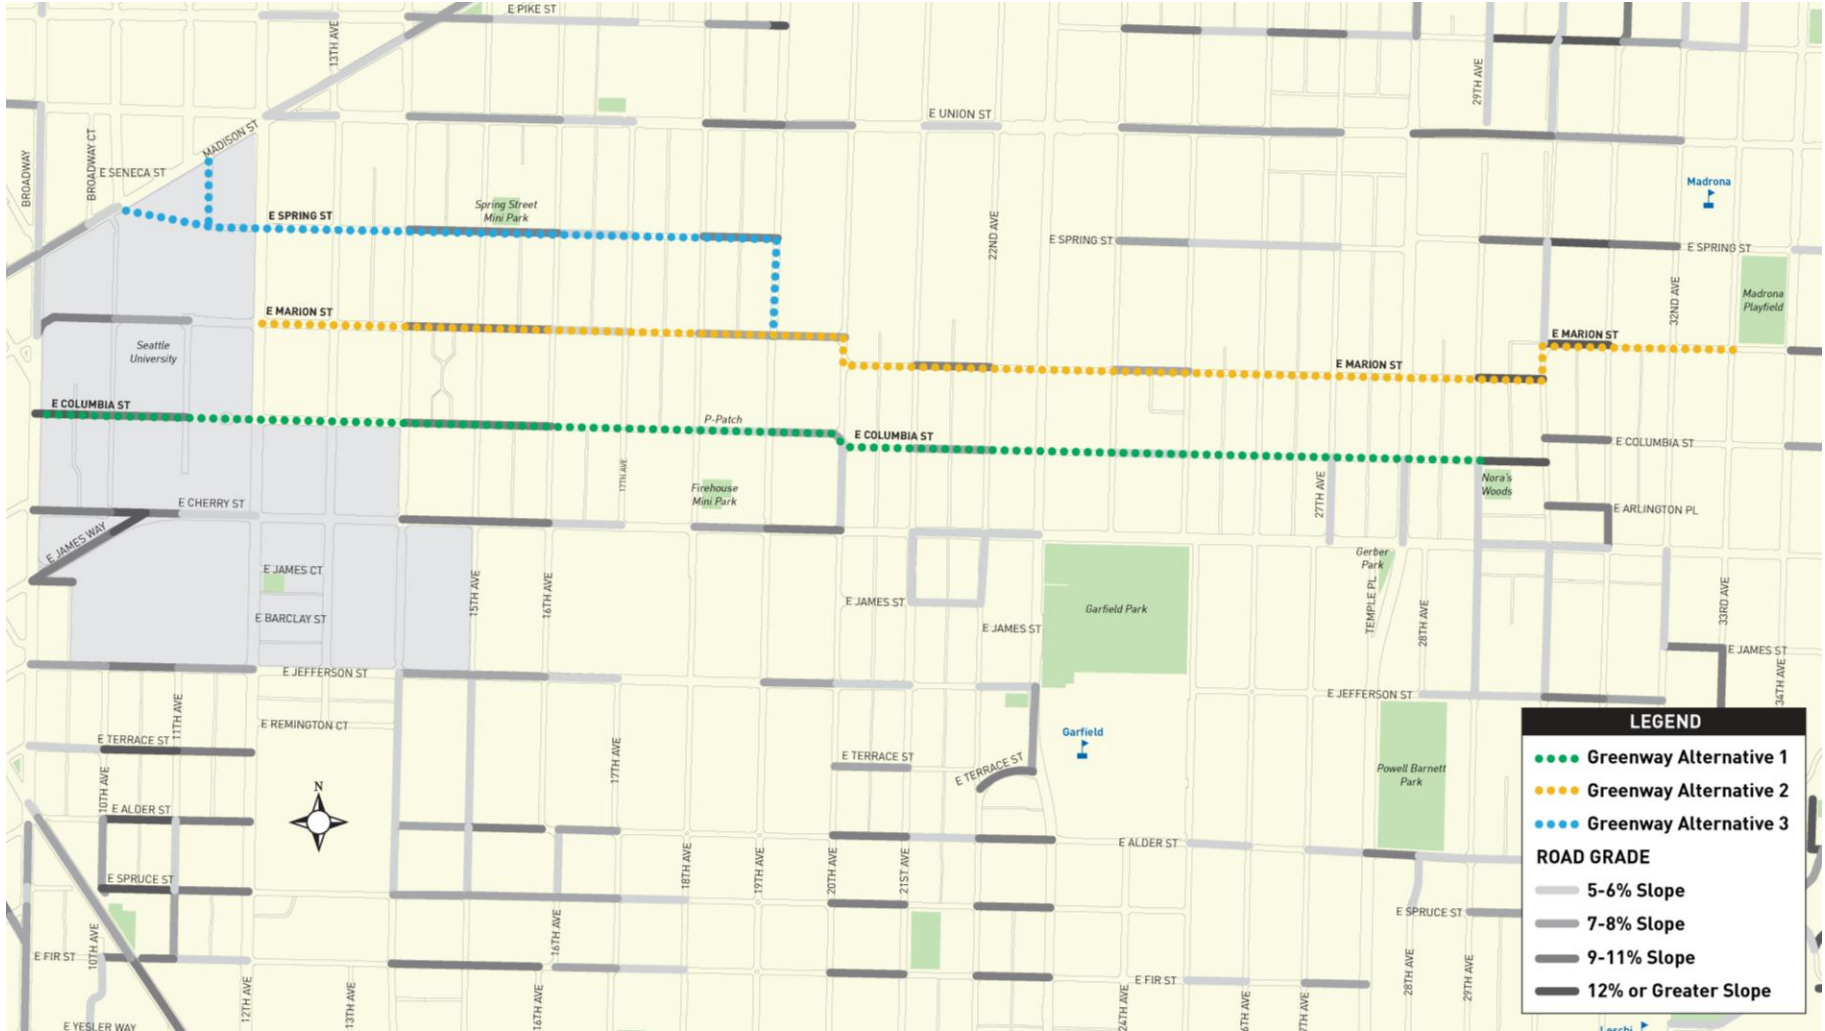 E PIKE ST
13TH AVE
29TH AVE
E UNION ST
MADISON ST
BROADWAY
BROADWAY CT
E SENECA ST
Madrona
Spring Street
Mini Park
E SPRING ST
22ND AVE
E SPRING ST
E SPRING ST
32ND AVE
Madrona
Playfield
E MARION ST
E MARION ST
E MARION ST
Seattle
University
E COLUMBIA ST
P-Patch
E COLUMBIA ST
E COLUMBIA ST
17TH AVE
Firehouse
Mini Park
27TH AVE
Nora's
Woods
E CHERRY ST
E ARLINGTON PL
E JAMES WAY
Gerber
Park
E JAMES CT
15TH AVE
16TH AVE
E JAMES ST
Garfield Park
TEMPLE PL
28TH AVE
33RD AVE
E BARCLAY ST
E JAMES ST
E JAMES ST
E JEFFERSON ST
34TH AVE
E JEFFERSON ST
11TH AVE
E REMINGTON CT
E TERRACE ST
17TH AVE
Garfield
E TERRACE ST
E TERRACE ST
Powell Barnett
Park
10TH AVE
N
E ALDER ST
E ALDER ST
18TH AVE
19TH AVE
20TH AVE
21ST AVE
E SPRUCE ST
E SPRUCE ST
10TH AVE
16TH AVE
E FIR ST
E FIR ST
28TH AVE
29TH AVE
12TH AVE
13TH AVE
16TH AVE
24TH AVE
E YESLER WAY
LEGEND
Greenway Alternative 1
Greenway Alternative 2
Greenway Alternative 3
ROAD GRADE
5-6% Slope
7-8% Slope
9-11% Slope
12% or Greater Slope